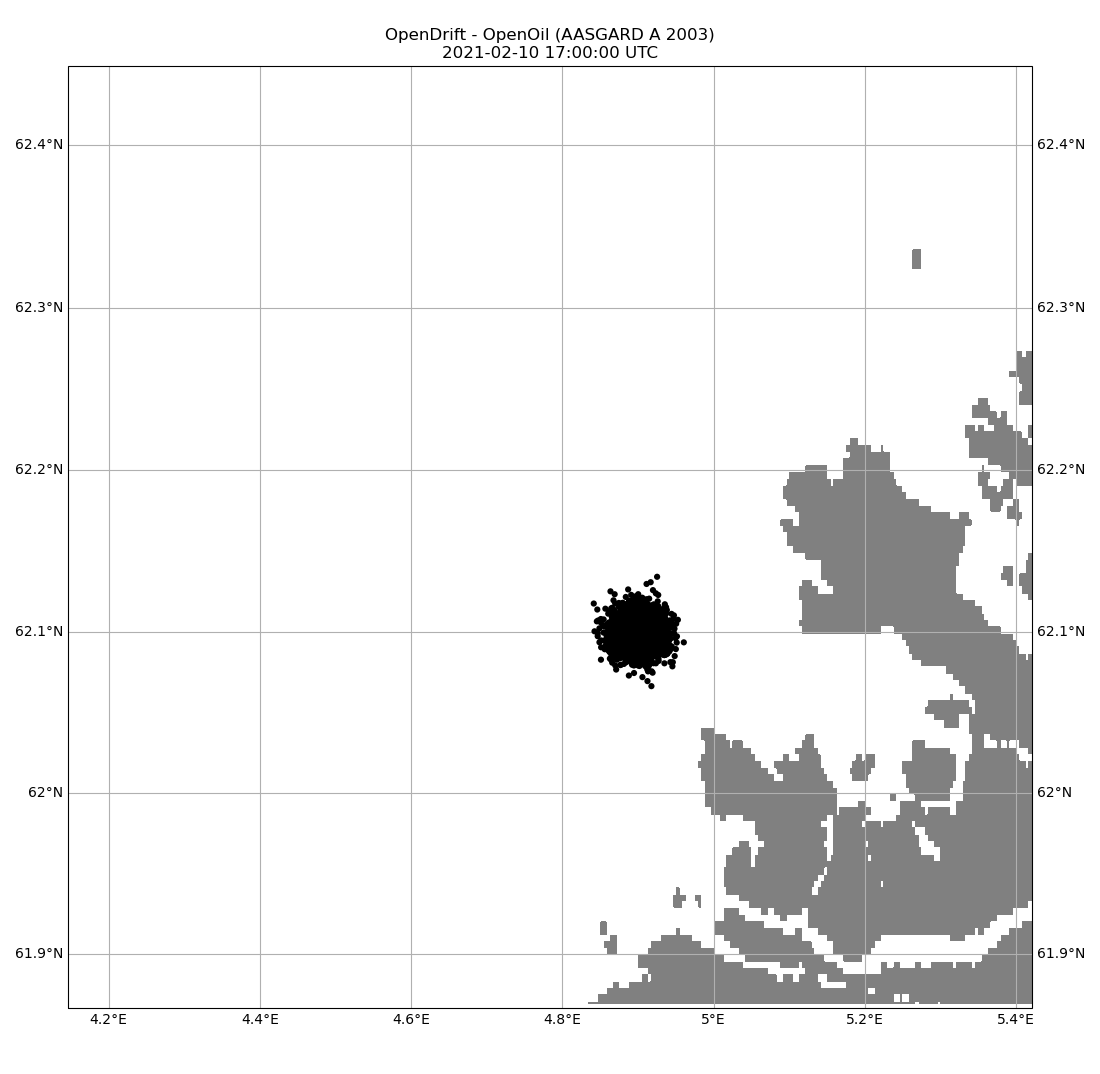 OpenDrift - OpenOil (AASGARD A 2003)
2021-02-10 17:00:00 UTC
62.4°N 62.4°N
62.3°N 62.3°N
62.2°N 62.2°N
62.1°N 62.1°N
62°N 62°N
61.9°N 61.9°N
4.2°E 4.4°E 4.6°E 4.8°E 5°E 5.2°E 5.4°E